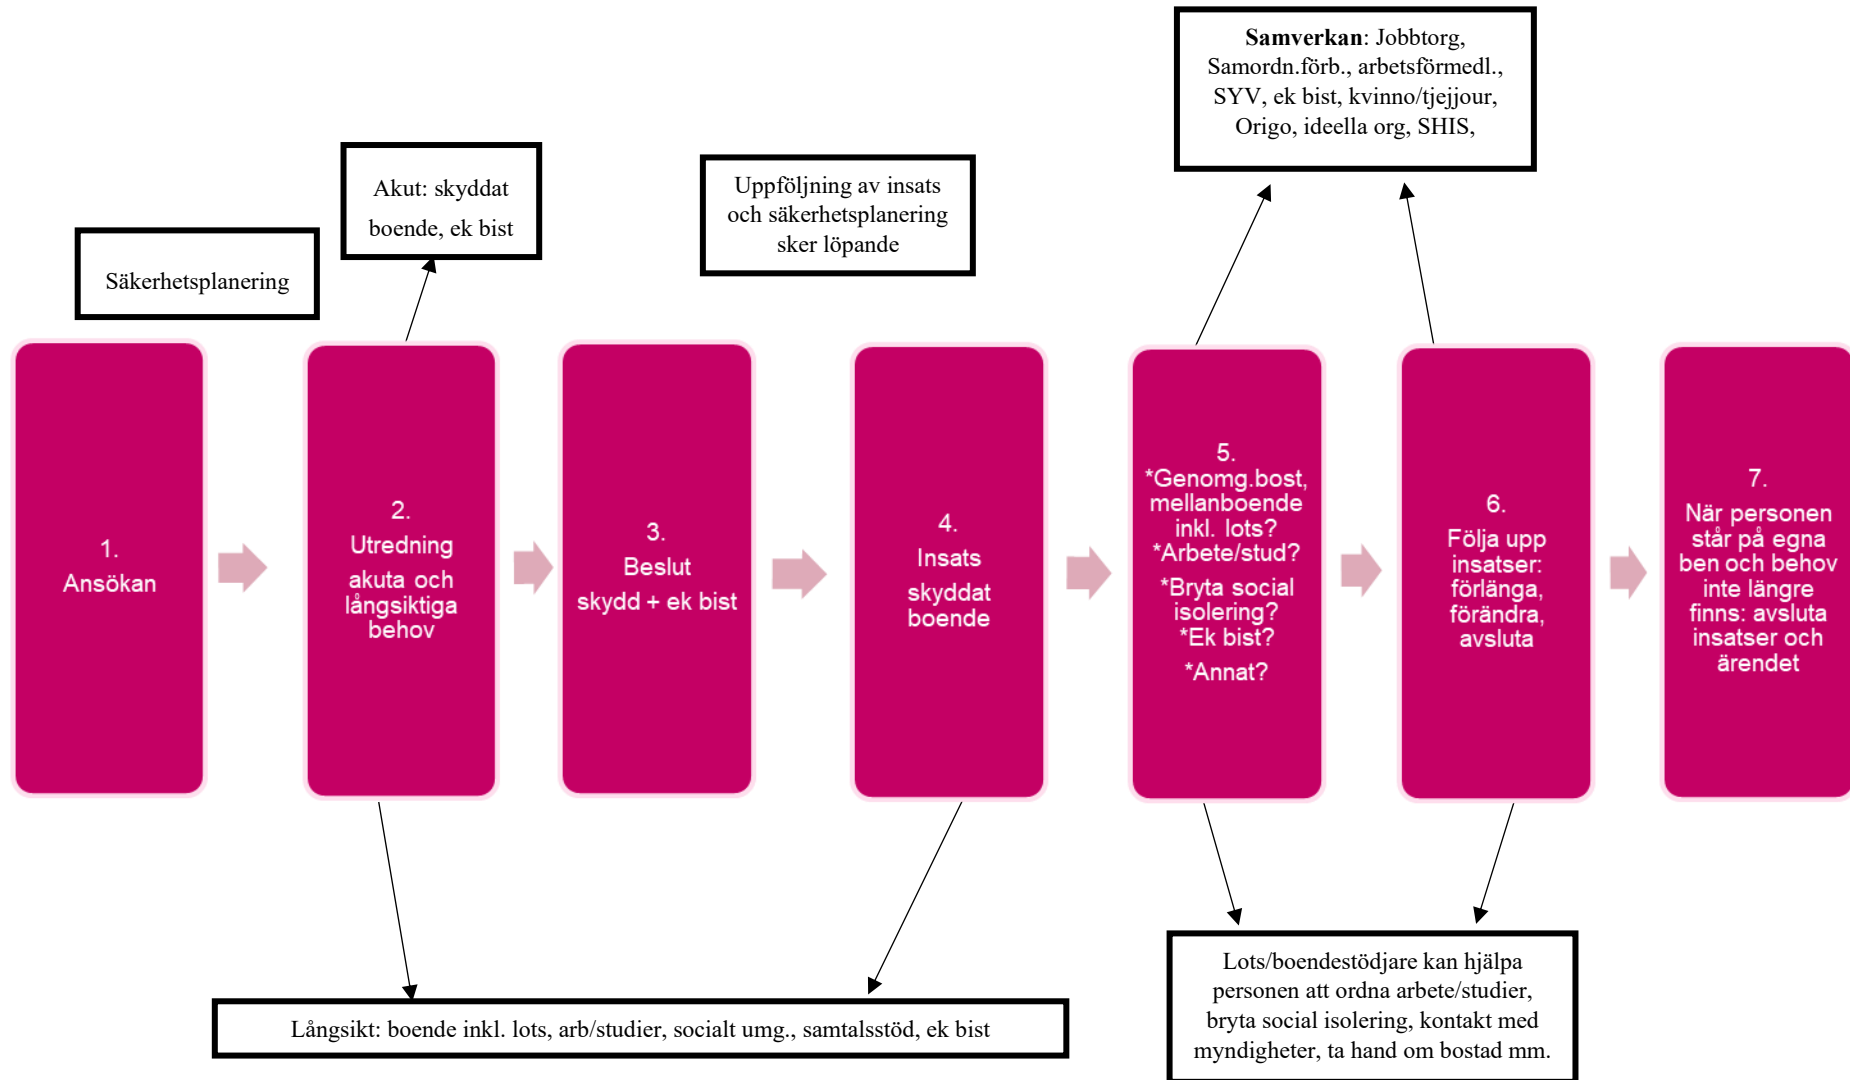 Samverkan: Jobbtorg,
Samordn.förb., arbetsförmedl.,
SYV, ek bist, kvinno/tjejjour,
Origo, ideella org, SHIS,
Akut: skyddat
boende, ek bist
Uppföljning av insats
och säkerhetsplanering
sker löpande
Säkerhetsplanering
1.
Ansökan
2.
Utredning
akuta och
långsiktiga
behov
3.
Beslut
skydd + ek bist
4.
Insats
skyddat
boende
5.
*Genomg.bost,
mellanboende
inkl. lots?
*Arbete/stud?
*Bryta social
isolering?
*Ek bist?
*Annat?
6.
Följa upp
insatser:
förlänga,
förändra,
avsluta
7.
När personen
står på egna
ben och behov
inte längre
finns: avsluta
insatser och
ärendet
Långsikt: boende inkl. lots, arb/studier, socialt umg., samtalsstöd, ek bist
Lots/boendestödjare kan hjälpa
personen att ordna arbete/studier,
bryta social isolering, kontakt med
myndigheter, ta hand om bostad mm.